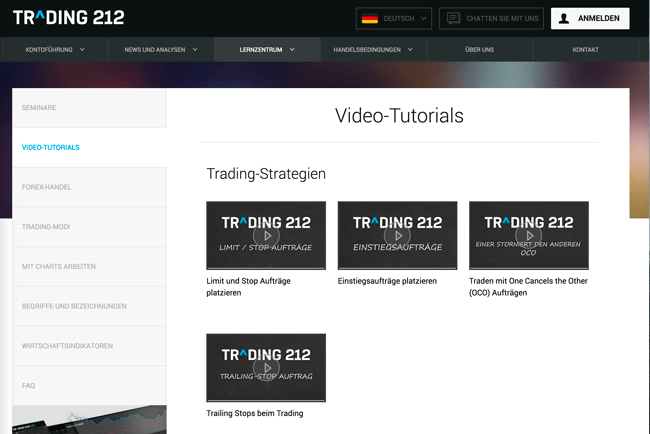 TRADING 212
DEUTSCH
CHATTEN SIE MIT UNS
ANMELDEN
KONTOFÜHRUNG
NEWS UND ANALYSEN
LERNZENTRUM
HANDELSBEDINGUNGEN
ÜBER UNS
KONTAKT
SEMINARE
VIDEO-TUTORIALS
FOREX-HANDEL
TRADING-MODI
MIT CHARTS ARBEITEN
BEGRIFFE UND BEZEICHNUNGEN
WIRTSCHAFTSINDIKATOREN
FAQ
Video-Tutorials
Trading-Strategien
TRADING 212
LIMIT / STOP AUFTRÄGE
Limit und Stop Aufträge
platzieren
TRADING 212
EINSTIEGSAUFTRÄGE
Einstiegsaufträge platzieren
TRADING 212
EINER STORNIERT DEN ANDEREN
OCO
Traden mit One Cancels the Other
(OCO) Aufträgen
TRADING 212
TRAILING-STOP AUFTRAG
Trailing Stops beim Trading